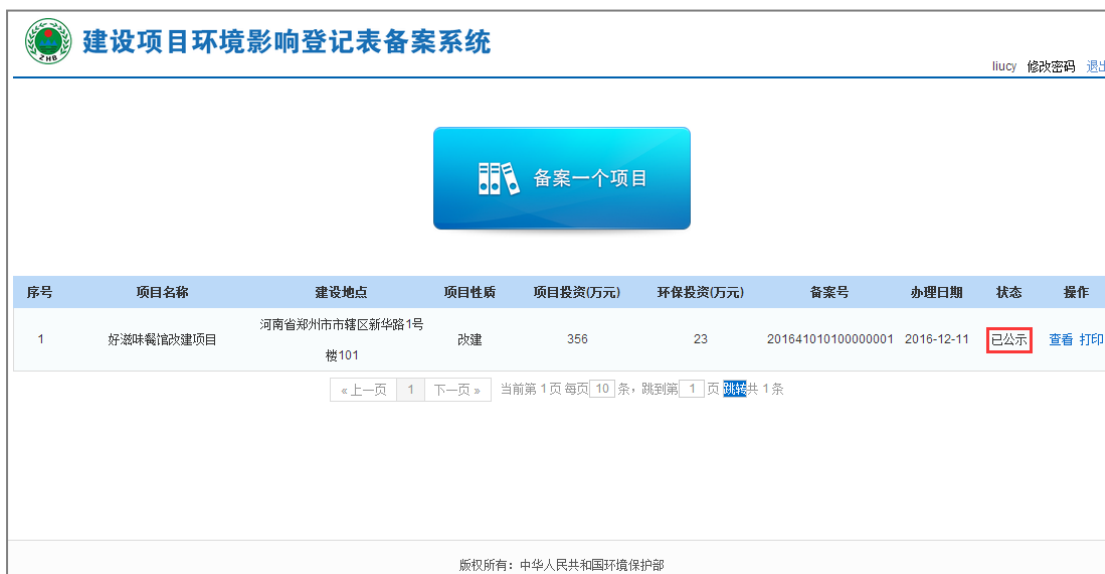 ZHB
建设项目环境影响登记表备案系统
liucy 修改密码 退出
备案一个项目
序号 项目名称 建设地点 项目性质 项目投资(万元) 环保投资(万元) 备案号 办理日期 状态 操作
1 好滋味餐馆改建项目 河南省郑州市市辖区新华路1号楼101 改建 356 23 201641010100000001 2016-12-11 已公示 查看 打印
«上一页 1 下一页» 当前第 1 页 每页 10 条，跳到第 1 页 跳转共 1 条
版权所有：中华人民共和国环境保护部